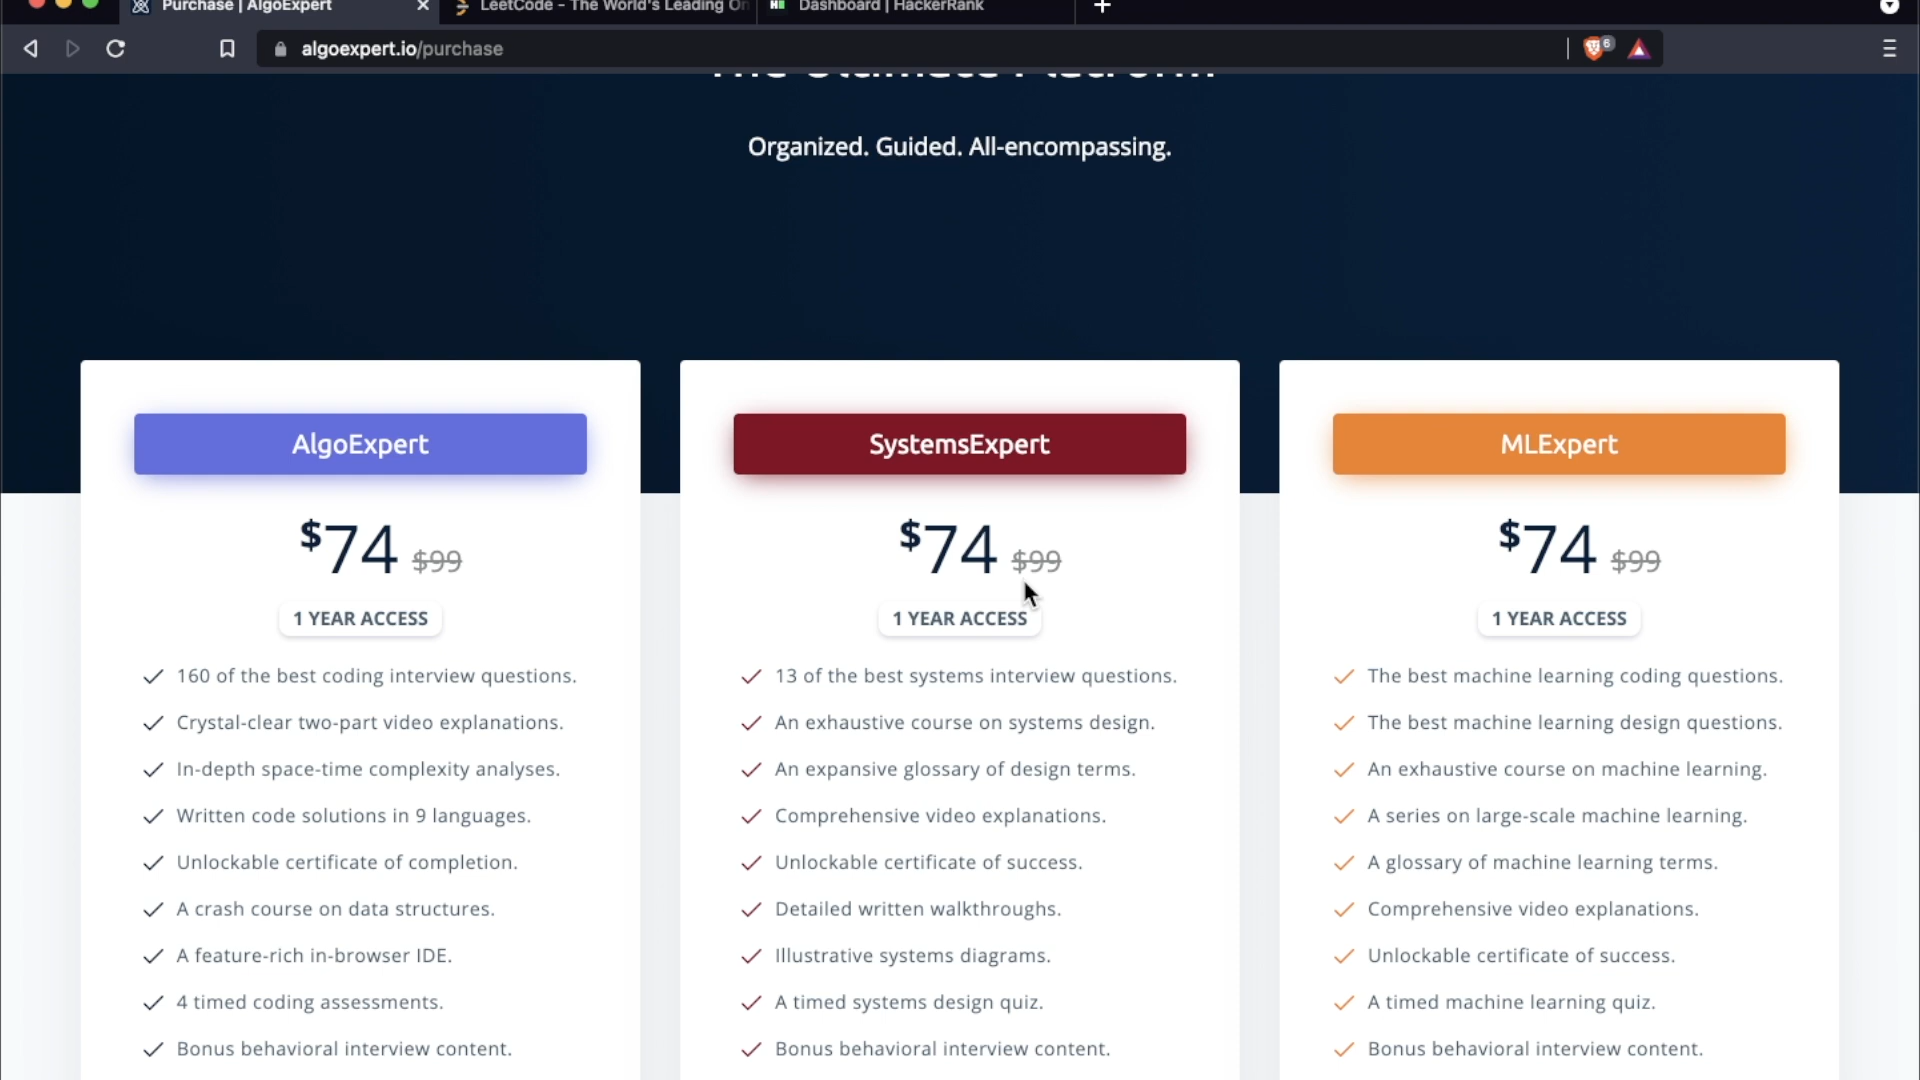 Purchase | AlgoExpert
LeetCode - The World's Leading On
Dashboard | HackerRank
algoexpert.io/purchase
6
The Ultimate Platform
Organized. Guided. All-encompassing.
AlgoExpert
$74 $99
1 YEAR ACCESS
160 of the best coding interview questions.
Crystal-clear two-part video explanations.
In-depth space-time complexity analyses.
Written code solutions in 9 languages.
Unlockable certificate of completion.
A crash course on data structures.
A feature-rich in-browser IDE.
4 timed coding assessments.
Bonus behavioral interview content.
SystemsExpert
$74 $99
1 YEAR ACCESS
13 of the best systems interview questions.
An exhaustive course on systems design.
An expansive glossary of design terms.
Comprehensive video explanations.
Unlockable certificate of success.
Detailed written walkthroughs.
Illustrative systems diagrams.
A timed systems design quiz.
Bonus behavioral interview content.
MLExpert
$74 $99
1 YEAR ACCESS
The best machine learning coding questions.
The best machine learning design questions.
An exhaustive course on machine learning.
A series on large-scale machine learning.
A glossary of machine learning terms.
Comprehensive video explanations.
Unlockable certificate of success.
A timed machine learning quiz.
Bonus behavioral interview content.